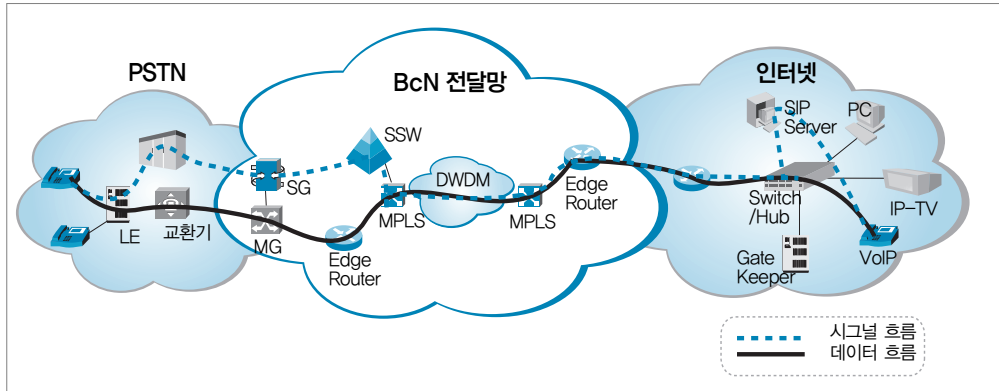 PSTN
BcN 전달망
인터넷
SSW
SIP
Server
PC
SG
DWDM
Edge
Router
MPLS
MPLS
LE
교환기
MG
Edge
Router
Switch
/Hub
IP-TV
Gate
Keeper
VoIP
시그널 흐름
데이터 흐름